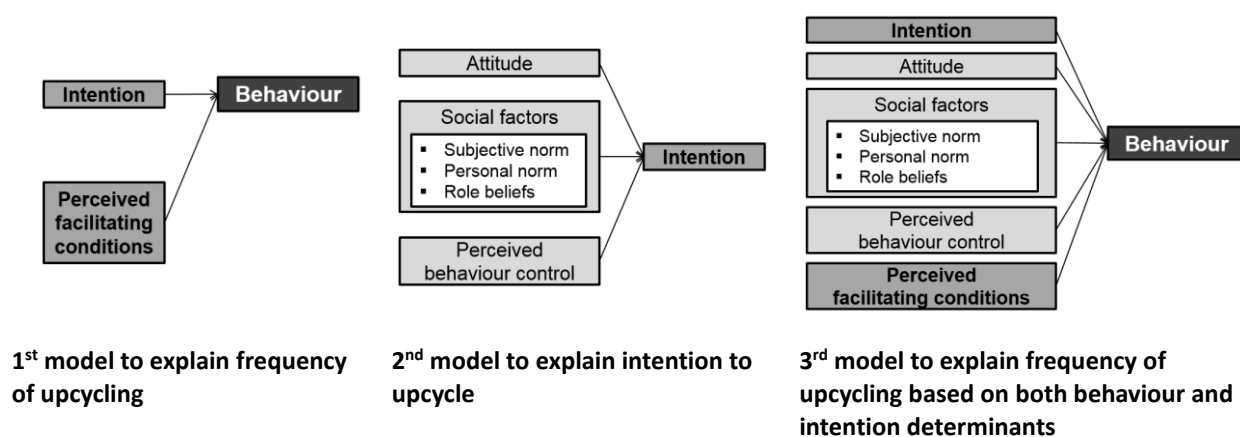 Intention
Behaviour
Perceived
facilitating
conditions
1st model to explain frequency
of upcycling
Attitude
Social factors
▪ Subjective norm
▪ Personal norm
▪ Role beliefs
Perceived
behaviour control
Intention
2nd model to explain intention to
upcycle
Intention
Attitude
Social factors
▪ Subjective norm
▪ Personal norm
▪ Role beliefs
Perceived
behaviour control
Perceived
facilitating conditions
Behaviour
3rd model to explain frequency of
upcycling based on both behaviour and
intention determinants